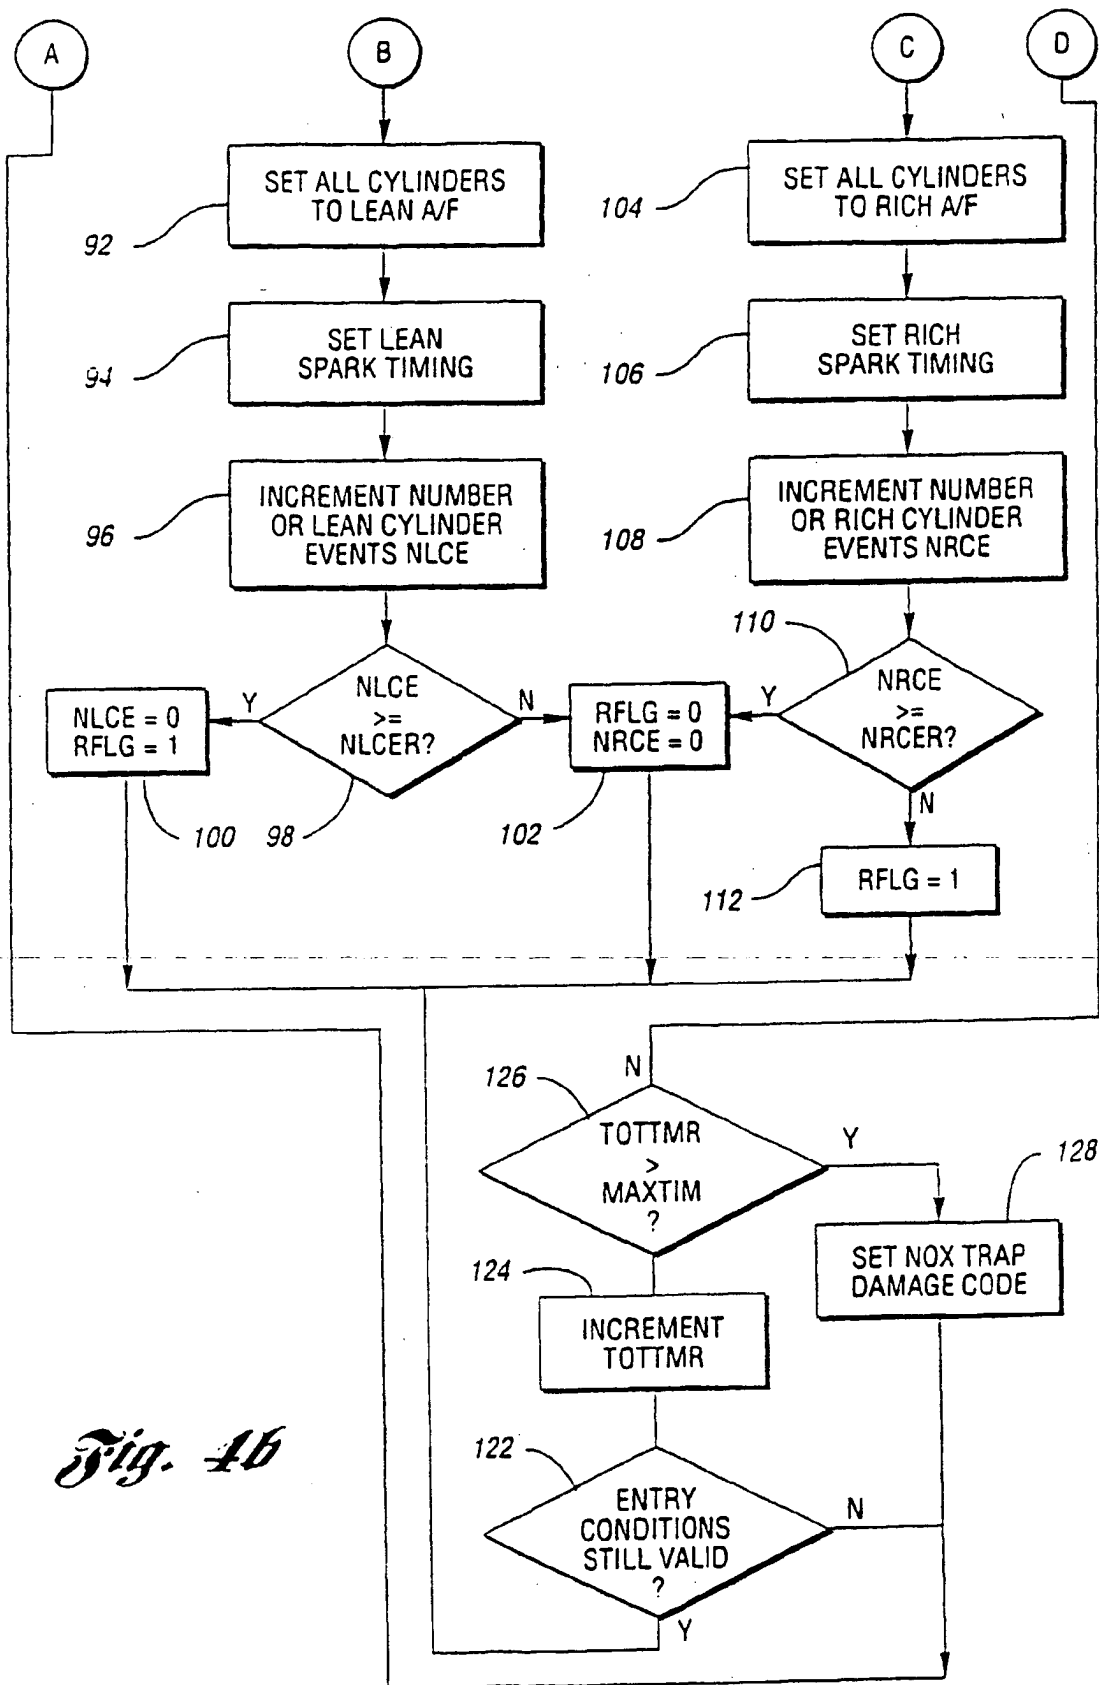 A
B
C
D
SET ALL CYLINDERS
TO LEAN A/F
92
SET LEAN
SPARK TIMING
94
INCREMENT NUMBER
OR LEAN CYLINDER
EVENTS NLCE
96
NLCE
>=
NLCER?
98
Y
N
NLCE = 0
RFLG = 1
100
RFLG = 0
NRCE = 0
102
SET ALL CYLINDERS
TO RICH A/F
104
SET RICH
SPARK TIMING
106
INCREMENT NUMBER
OR RICH CYLINDER
EVENTS NRCE
108
110
NRCE
>=
NRCER?
Y
N
RFLG = 1
112
N
126
TOTTMR
>
MAXTIM
?
Y
128
SET NOX TRAP
DAMAGE CODE
124
INCREMENT
TOTTMR
122
ENTRY
CONDITIONS
STILL VALID
?
N
Y
Fig. 4b